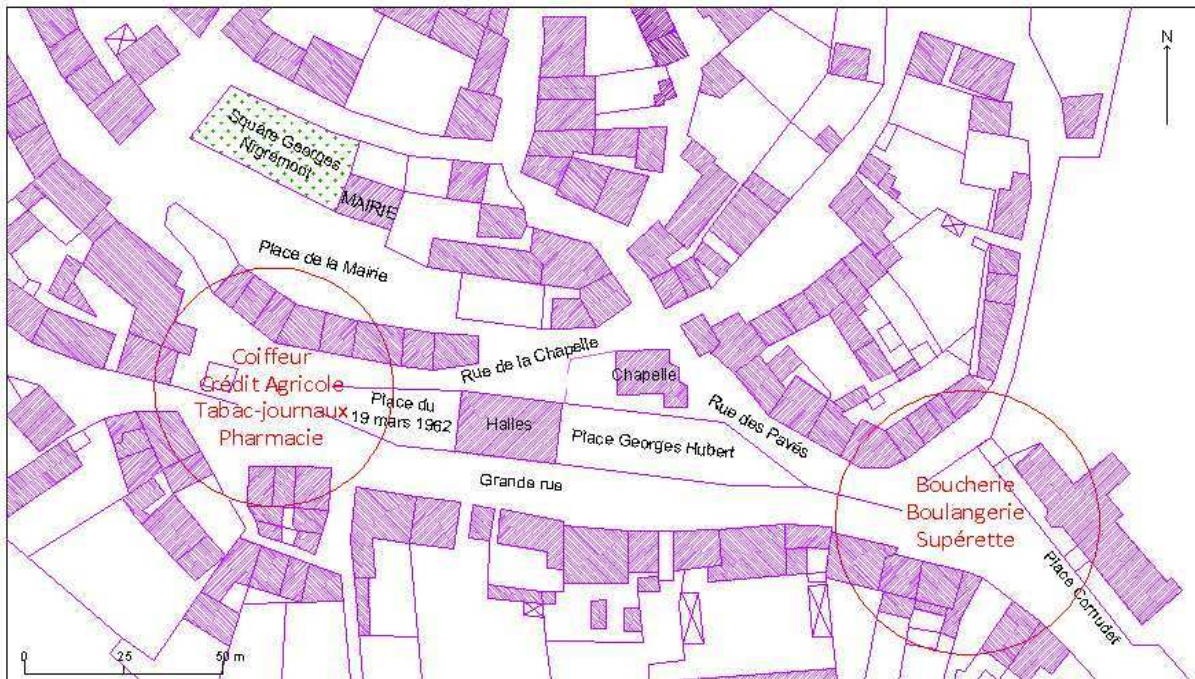 N
Square Georges
Nigremont
MAIRIE
Place de la Mairie
Rue de la Chapelle
Chapelle
Coiffeur
Crédit Agricole
Tabac-journaux
Pharmacie
Place du
19 mars 1962
Halles
Rue des Pavés
Place Georges Hubert
Grande rue
Boucherie
Boulangerie
Supérette
Place Cornudet
0 25 50 m